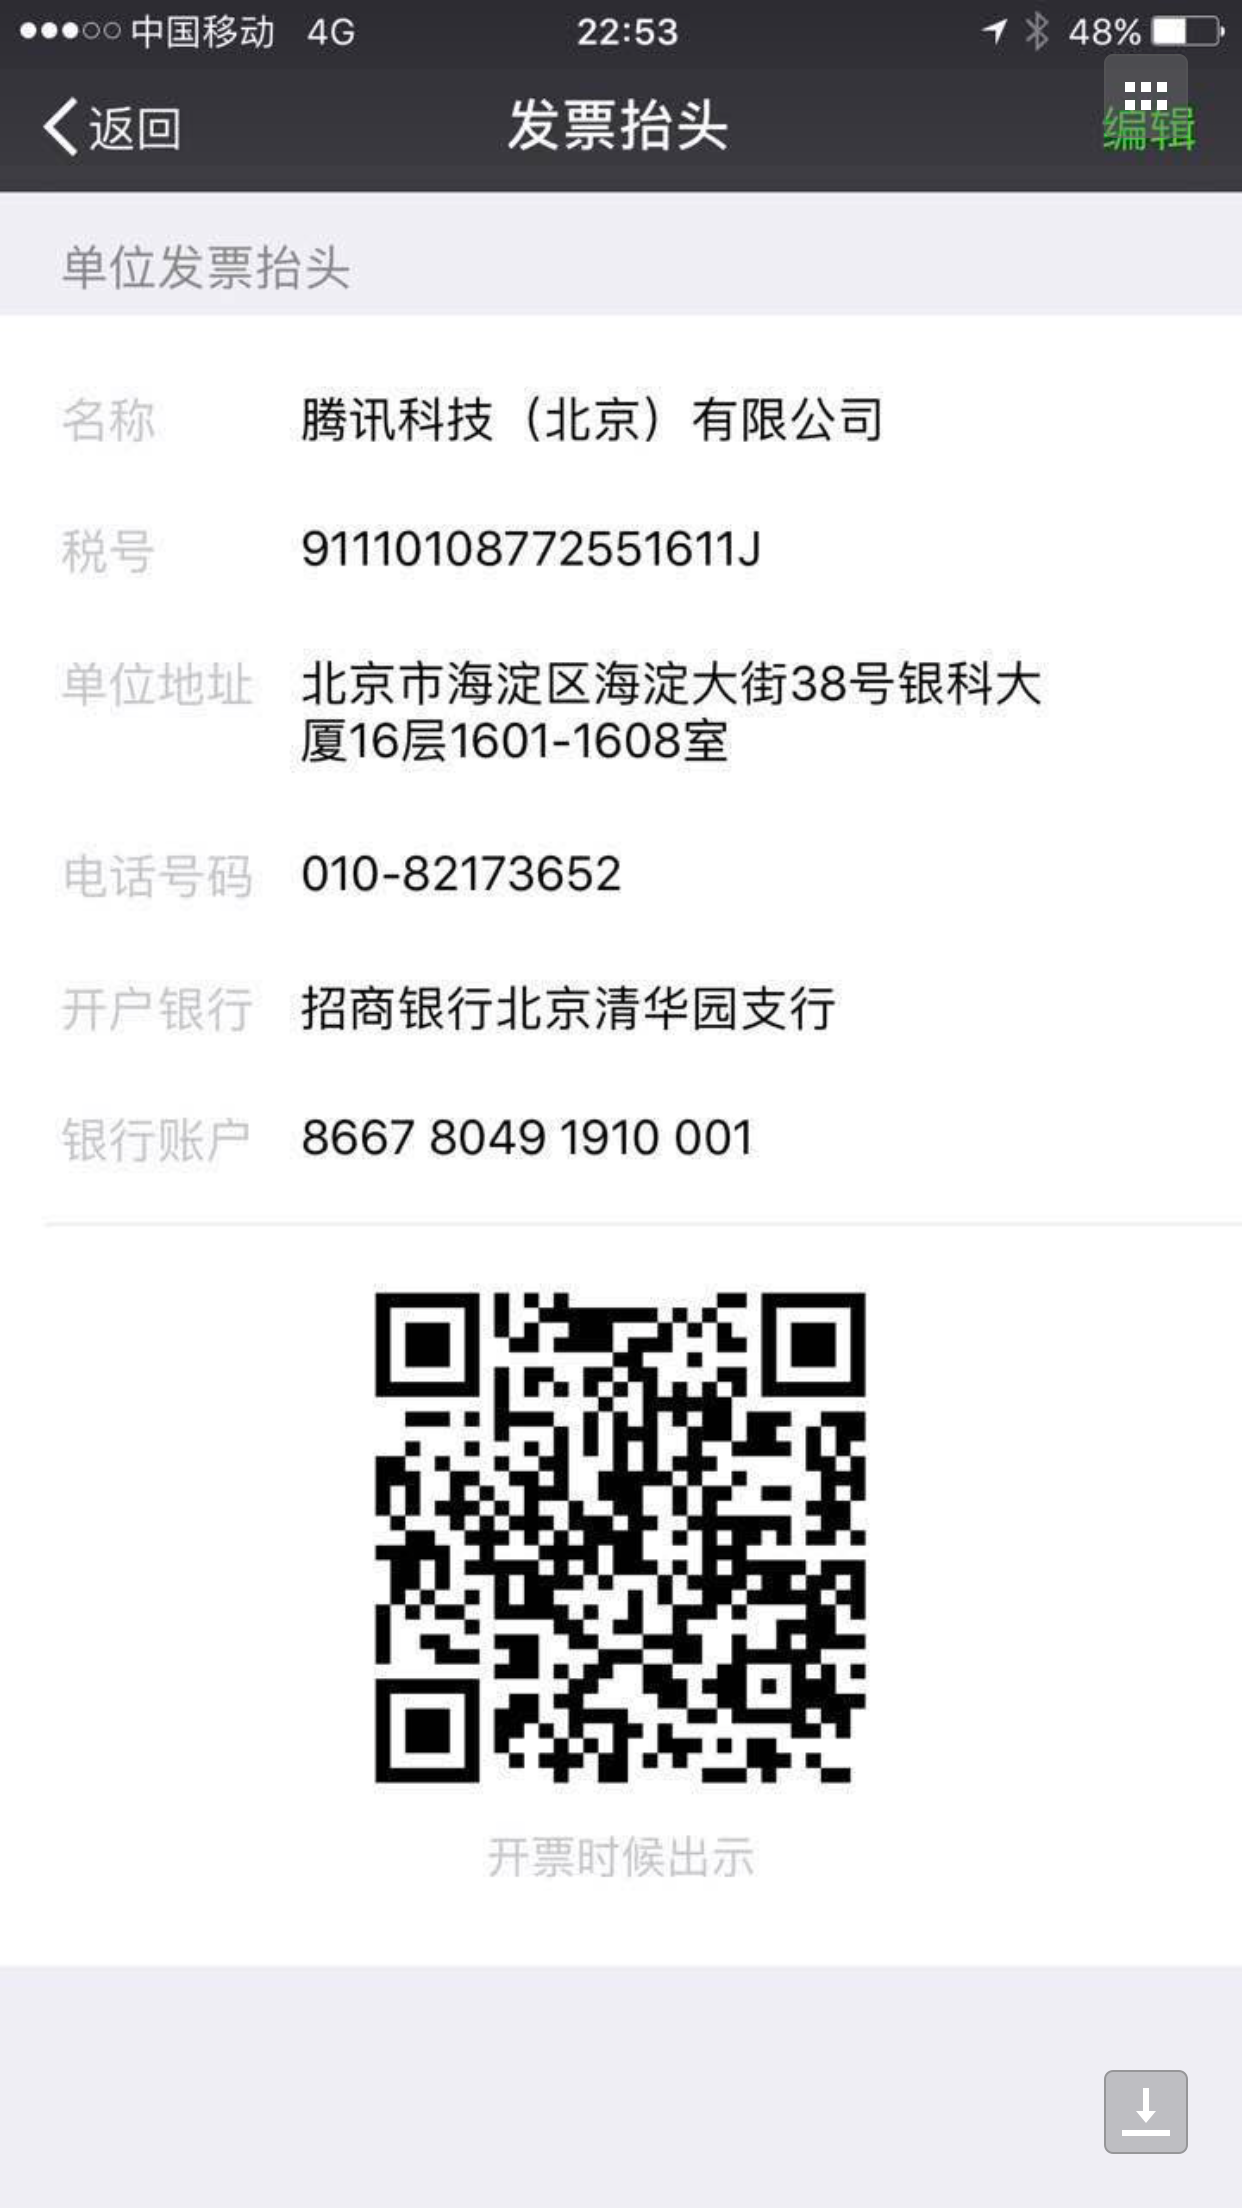 中国移动 4G 22:53 48%
返回 发票抬头 编辑
单位发票抬头
名称 腾讯科技（北京）有限公司
税号 91110108772551611J
单位地址 北京市海淀区海淀大街38号银科大
厦16层1601-1608室
电话号码 010-82173652
开户银行 招商银行北京清华园支行
银行账户 8667 8049 1910 001
开票时候出示